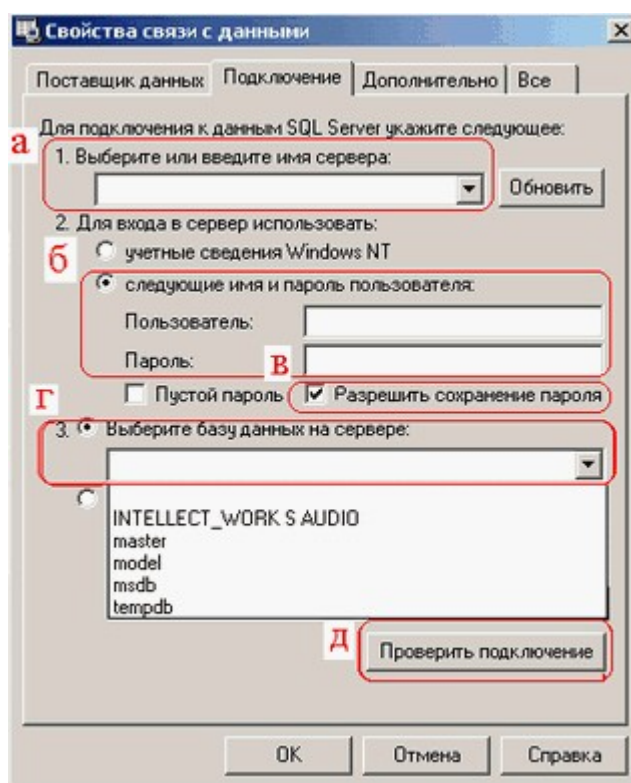 Свойства связи с данными
Поставщик данных Подключение Дополнительно Все
Для подключения к данным SQL Server укажите следующее:
а
1. Выберите или введите имя сервера:
Обновить
2. Для входа в сервер использовать:
б
учетные сведения Windows NT
следующие имя и пароль пользователя:
Пользователь:
Пароль:
в
Пустой пароль Разрешить сохранение пароля
г
3. Выберите базу данных на сервере:
INTELLECT_WORK S AUDIO
master
model
msdb
tempdb
д
Проверить подключение
OK Отмена Справка